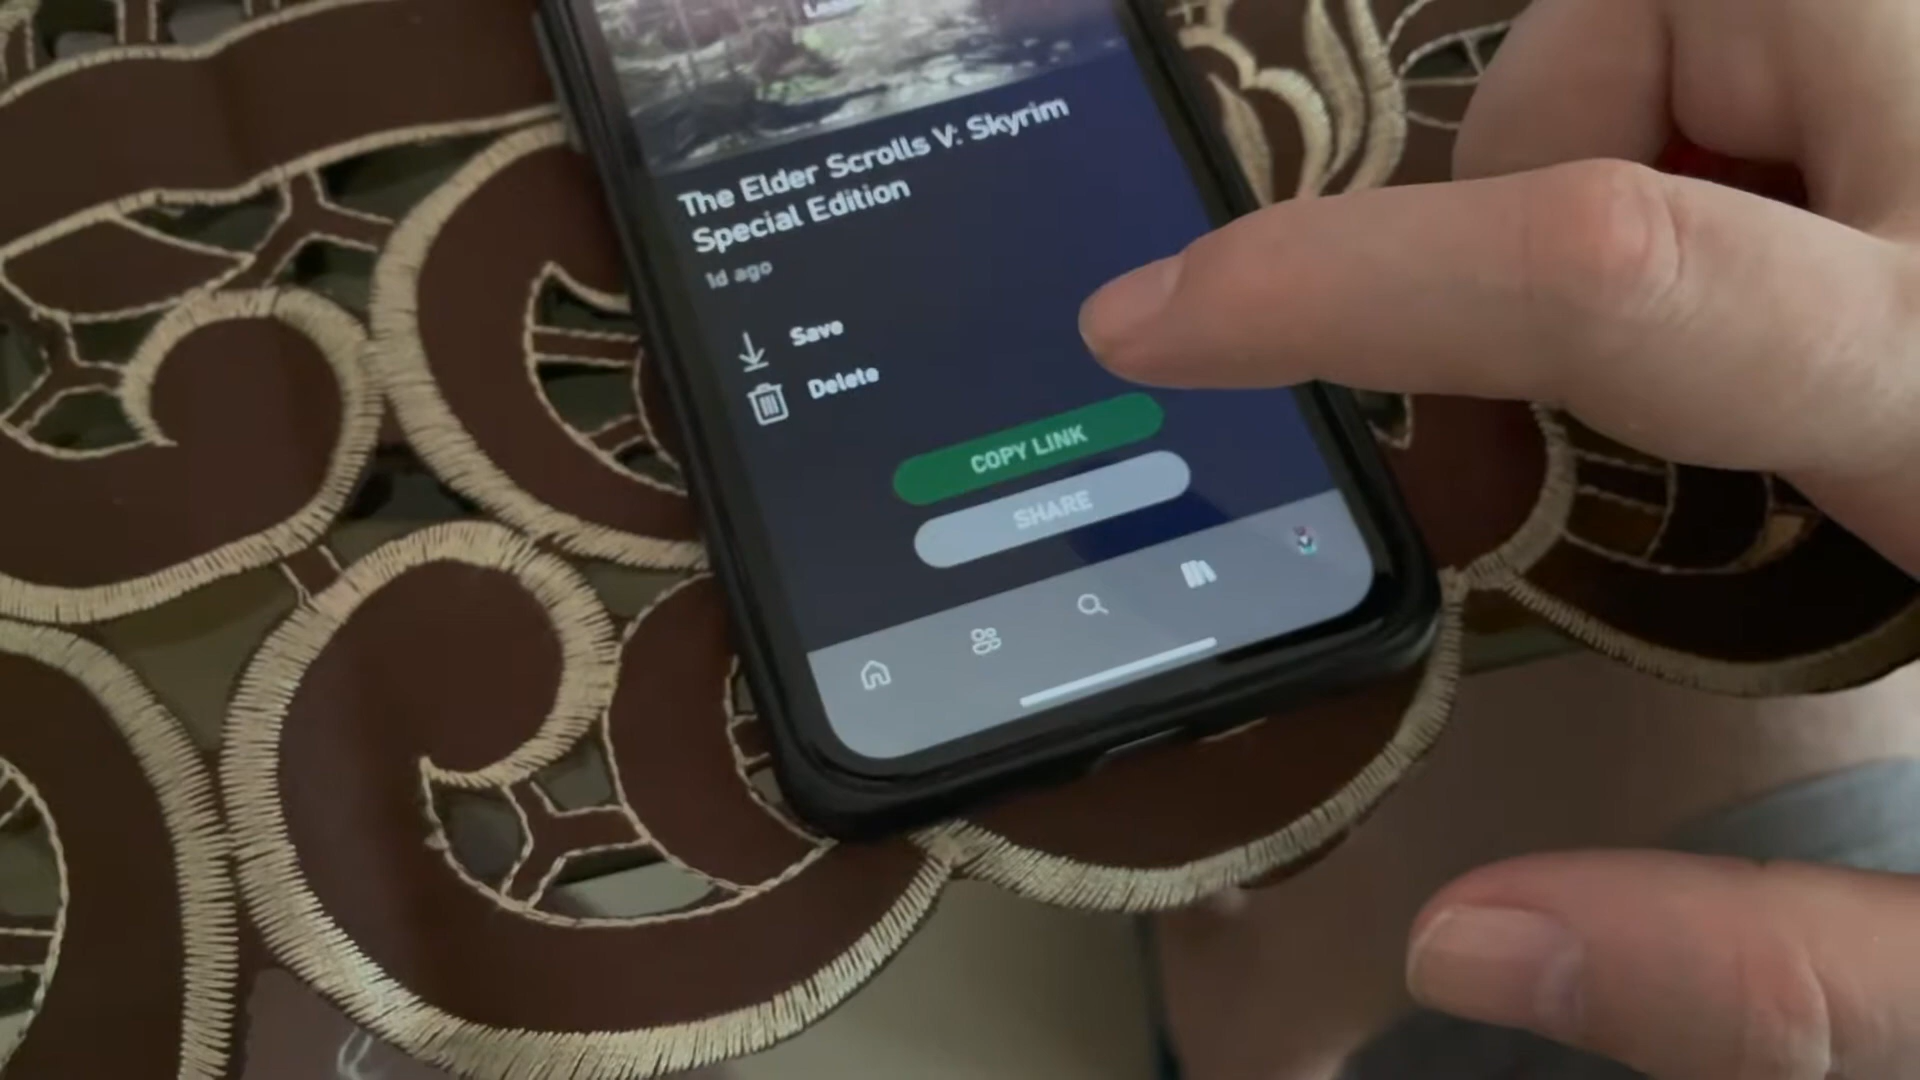 The Elder Scrolls V: Skyrim
Special Edition
1d ago
Save
Delete
COPY LINK
SHARE